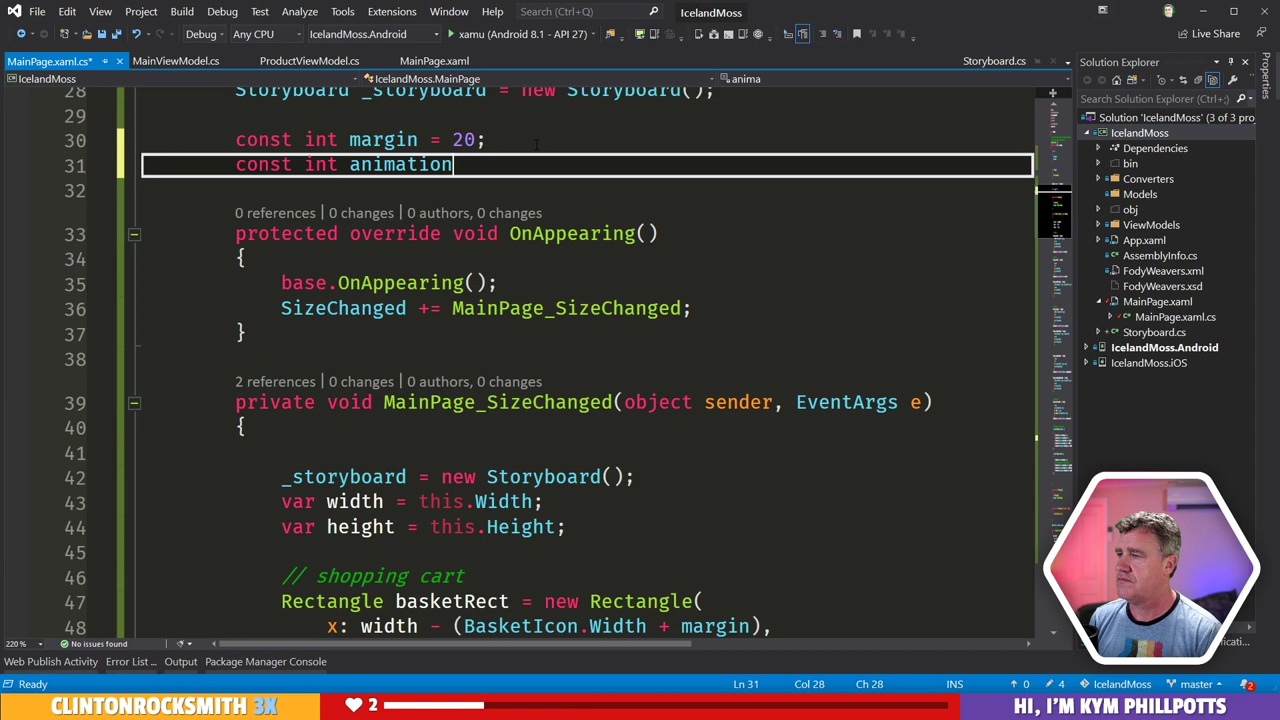 File Edit View Git Project Build Debug Test Analyze Tools Extensions Window Help Search (Ctrl+Q) IcelandMoss
Debug Any CPU IcelandMoss.Android xamu (Android 8.1 - API 27) Live Share
MainPage.xaml.cs* MainViewModel.cs ProductViewModel.cs MainPage.xaml Storyboard.cs
IcelandMoss IcelandMoss.MainPage anima
28 Storyboard _storyboard = new Storyboard();
29
30 const int margin = 20;
31 const int animation
32
0 references | 0 changes | 0 authors, 0 changes
33 protected override void OnAppearing()
34 {
35 base.OnAppearing();
36 SizeChanged += MainPage_SizeChanged;
37 }
38
2 references | 0 changes | 0 authors, 0 changes
39 private void MainPage_SizeChanged(object sender, EventArgs e)
40 {
41
42 _storyboard = new Storyboard();
43 var width = this.Width;
44 var height = this.Height;
45
46 // shopping cart
47 Rectangle basketRect = new Rectangle(
48 x: width - (BasketIcon.Width + margin),
220 % No issues found
Solution Explorer
Search Solution Explorer (Ctrl+;)
Solution 'IcelandMoss' (3 of 3 pro
IcelandMoss
Dependencies
bin
Converters
Models
obj
ViewModels
App.xaml
AssemblyInfo.cs
FodyWeavers.xml
FodyWeavers.xsd
MainPage.xaml
MainPage.xaml.cs
Storyboard.cs
IcelandMoss.Android
IcelandMoss.iOS
Properties
Web Publish Activity Error List ... Output Package Manager Console
Ready Ln 31 Col 28 Ch 28 INS 0 4 IcelandMoss master 2
CLINTONROCKSMITH 3X 2 HI, I'M KYM PHILLPOTTS